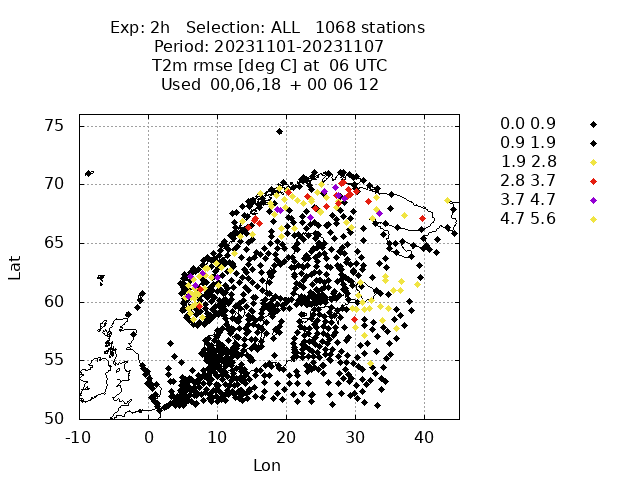 Exp: 2h   Selection: ALL   1068 stations
Period: 20231101-20231107
T2m rmse [deg C] at  06 UTC
Used  00,06,18  + 00 06 12
0.0 0.9
0.9 1.9
1.9 2.8
2.8 3.7
3.7 4.7
4.7 5.6
75
70
65
60
55
50
Lat
-10 0 10 20 30 40
Lon